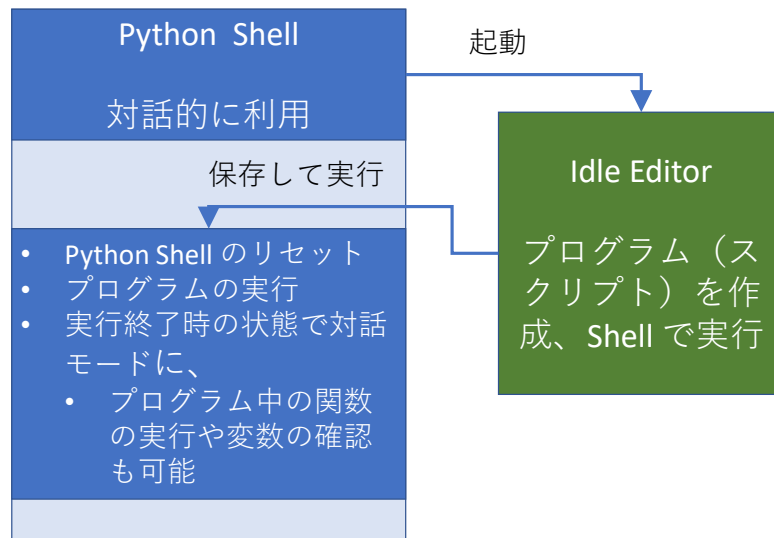 Python Shell
対話的に利用
起動
保存して実行
Idle Editor
プログラム（ス
クリプト）を作
成、Shell で実行
• Python Shell のリセット
• プログラムの実行
• 実行終了時の状態で対話
モードに、
• プログラム中の関数
の実行や変数の確認
も可能